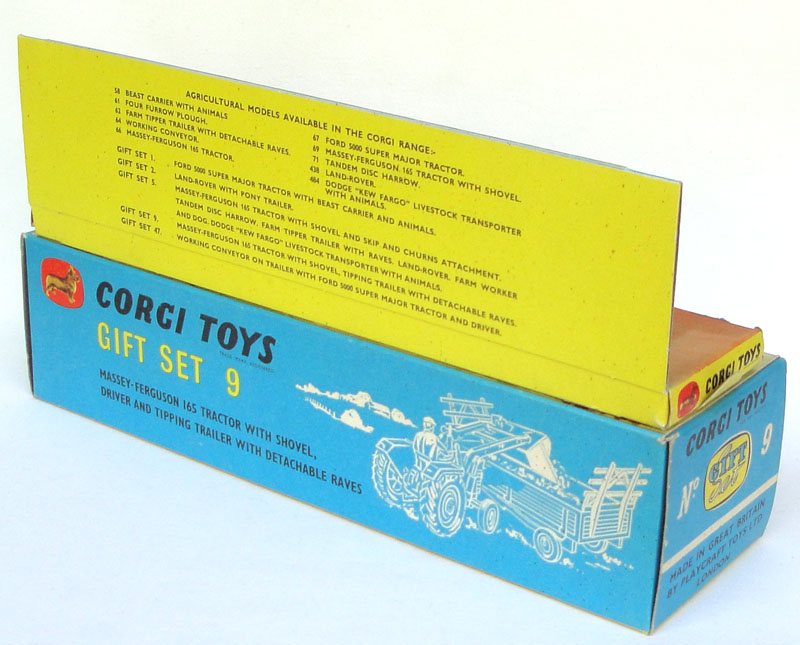 AGRICULTURAL MODELS AVAILABLE IN THE CORGI RANGE:-
58 BEAST CARRIER WITH ANIMALS
61 FOUR FURROW PLOUGH.
62 FARM TIPPER TRAILER WITH DETACHABLE RAVES.
64 WORKING CONVEYOR.
66 MASSEY-FERGUSON 165 TRACTOR.
67 FORD 5000 SUPER MAJOR TRACTOR.
69 MASSEY-FERGUSON 165 TRACTOR WITH SHOVEL.
71 TANDEM DISC HARROW.
438 LAND-ROVER.
484 DODGE "KEW FARGO" LIVESTOCK TRANSPORTER
WITH ANIMALS.
GIFT SET 1. FORD 5000 SUPER MAJOR TRACTOR WITH BEAST CARRIER AND ANIMALS.
GIFT SET 2. LAND-ROVER WITH PONY TRAILER.
GIFT SET 5. MASSEY-FERGUSON 165 TRACTOR WITH SHOVEL AND SKIP AND CHURNS ATTACHMENT.
TANDEM DISC HARROW. FARM TIPPER TRAILER WITH RAVES. LAND-ROVER. FARM WORKER
AND DOG. DODGE "KEW FARGO" LIVESTOCK TRANSPORTER WITH ANIMALS.
GIFT SET 9. MASSEY-FERGUSON 165 TRACTOR WITH SHOVEL, TIPPING TRAILER WITH DETACHABLE RAVES.
GIFT SET 47. WORKING CONVEYOR ON TRAILER WITH FORD 5000 SUPER MAJOR TRACTOR AND DRIVER.
CORGI TOYS
GIFT SET 9
MASSEY-FERGUSON 165 TRACTOR WITH SHOVEL,
DRIVER AND TIPPING TRAILER WITH DETACHABLE RAVES
CORGI TOYS
CORGI TOYS
Nº GIFT Set 9
MADE IN GREAT BRITAIN
BY PLAYCRAFT TOYS LTD
LONDON